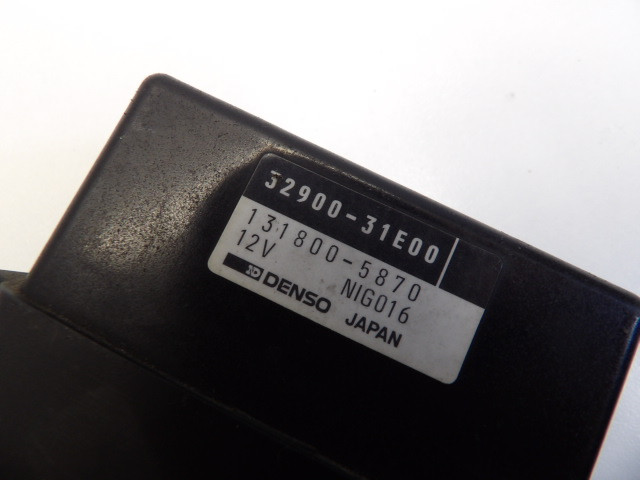 32900-31E00
131800-5870
12V NIG016
DENSO JAPAN